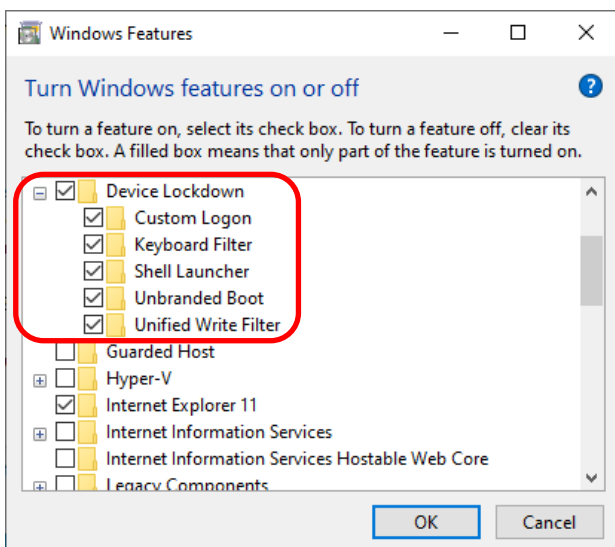 Windows Features
Turn Windows features on or off
?
To turn a feature on, select its check box. To turn a feature off, clear its
check box. A filled box means that only part of the feature is turned on.
Device Lockdown
Custom Logon
Keyboard Filter
Shell Launcher
Unbranded Boot
Unified Write Filter
Guarded Host
Hyper-V
Internet Explorer 11
Internet Information Services
Internet Information Services Hostable Web Core
Legacy Components
OK Cancel